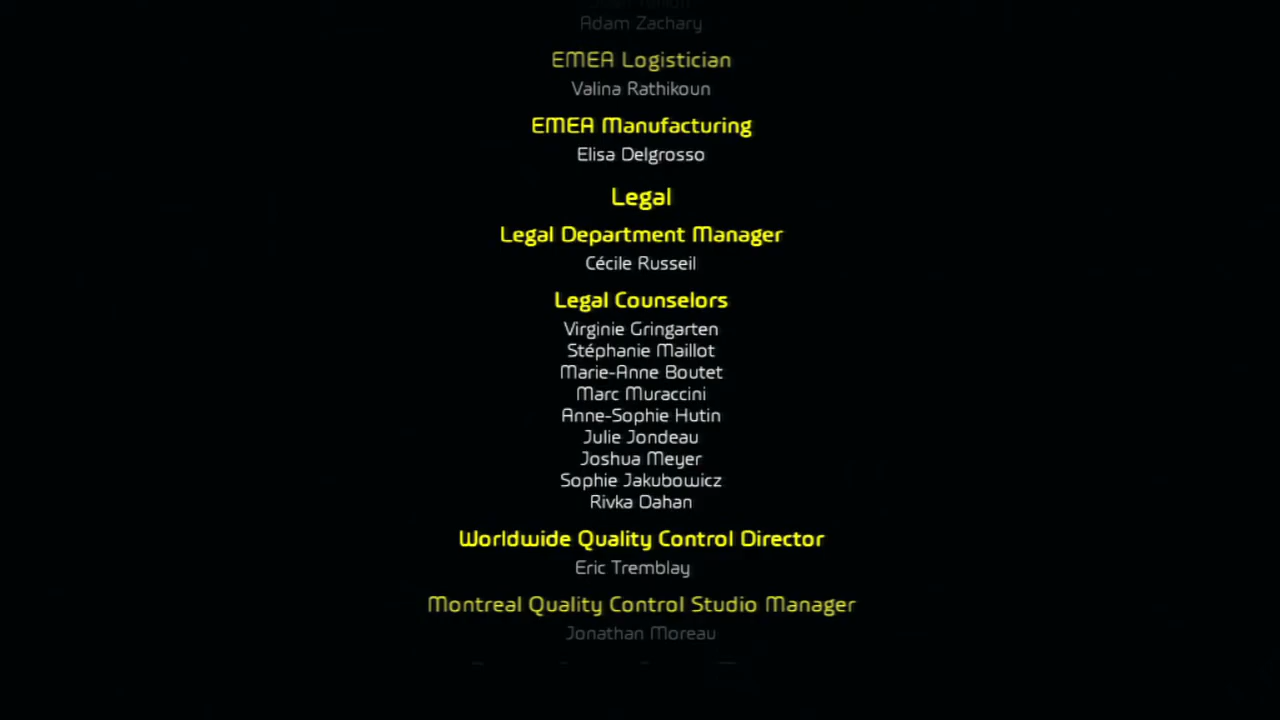 Adam Zachary
EMEA Logistician
Valina Rathikoun
EMEA Manufacturing
Elisa Delgrosso
Legal
Legal Department Manager
Cécile Russeil
Legal Counselors
Virginie Gringarten
Stéphanie Maillot
Marie-Anne Boutet
Marc Muraccini
Anne-Sophie Hutin
Julie Jondeau
Joshua Meyer
Sophie Jakubowicz
Rivka Dahan
Worldwide Quality Control Director
Eric Tremblay
Montreal Quality Control Studio Manager
Jonathan Moreau